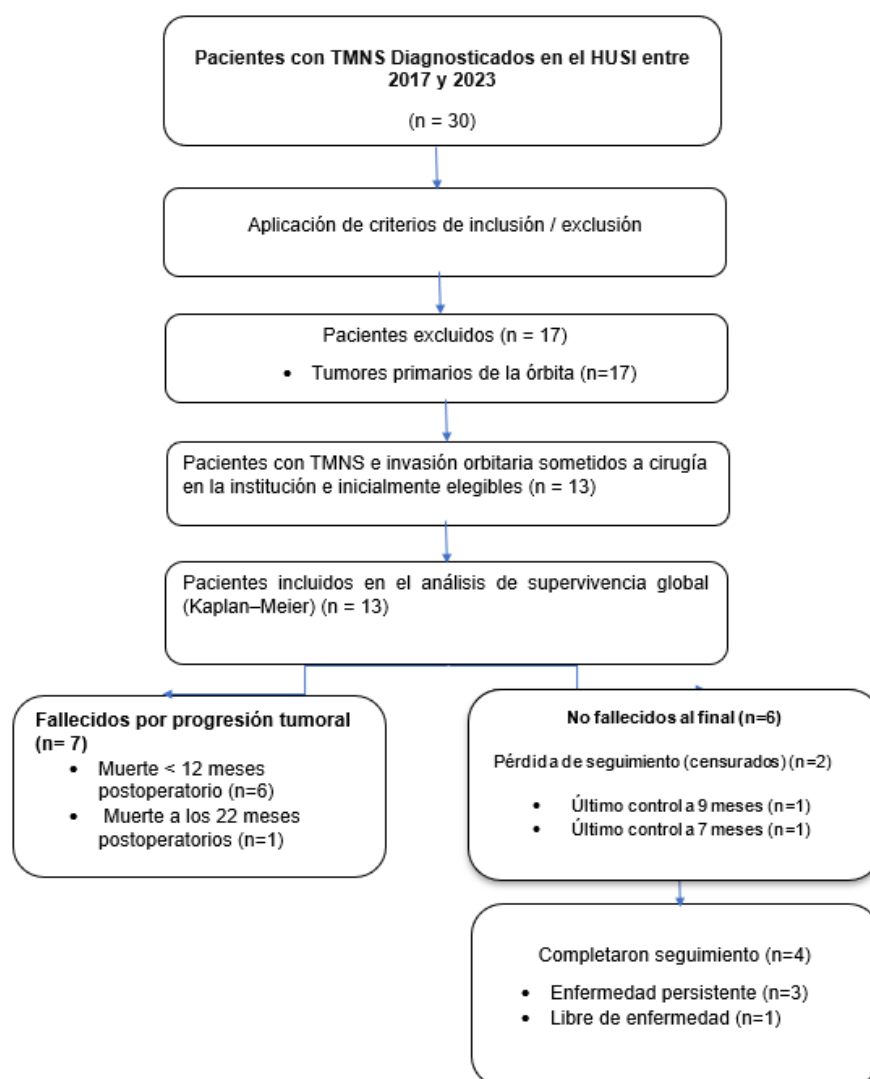 Pacientes con TMNS Diagnosticados en el HUSI entre
2017 y 2023
(n = 30)
Aplicación de criterios de inclusión / exclusión
Pacientes excluidos (n = 17)
• Tumores primarios de la órbita (n=17)
Pacientes con TMNS e invasión orbitaria sometidos a cirugía
en la institución e inicialmente elegibles (n = 13)
Pacientes incluidos en el análisis de supervivencia global
(Kaplan–Meier) (n = 13)
Fallecidos por progresión tumoral
(n= 7)
• Muerte < 12 meses
postoperatorio (n=6)
• Muerte a los 22 meses
postoperatorios (n=1)
No fallecidos al final (n=6)
Pérdida de seguimiento (censurados) (n=2)
• Último control a 9 meses (n=1)
• Último control a 7 meses (n=1)
Completaron seguimiento (n=4)
• Enfermedad persistente (n=3)
• Libre de enfermedad (n=1)